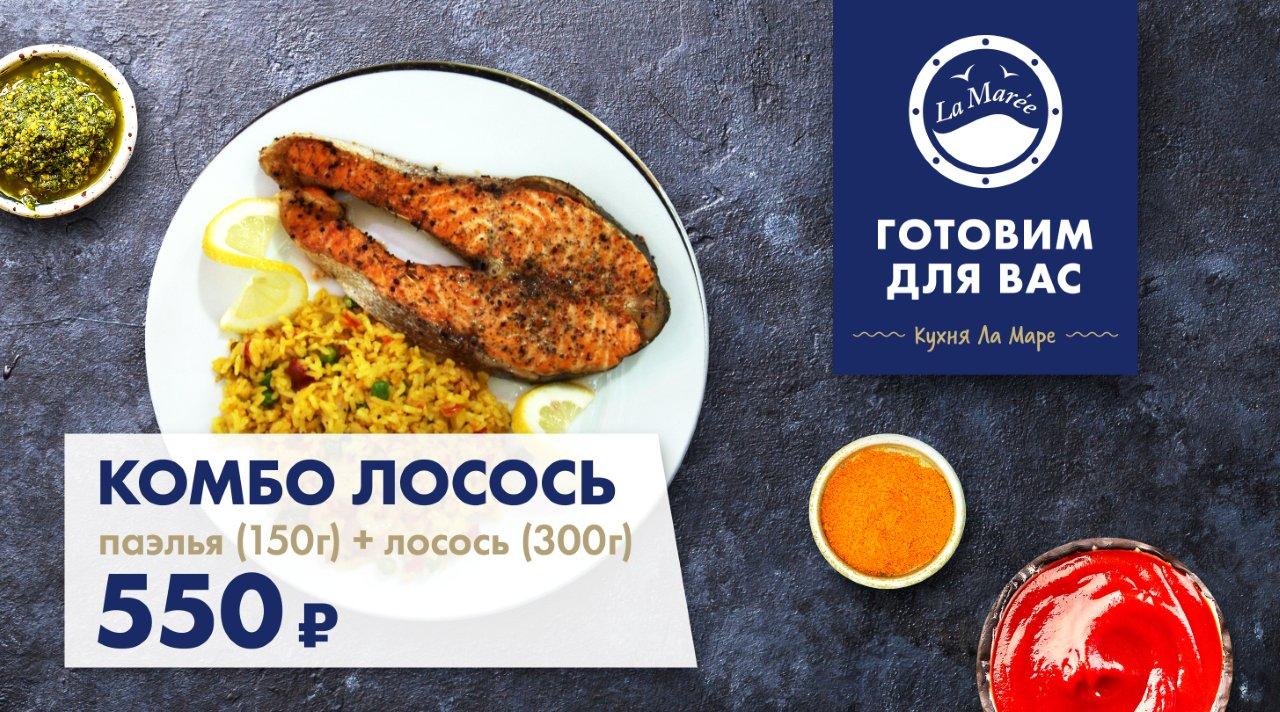 La Marée
ГОТОВИМ
ДЛЯ ВАС
Кухня Ла Маре
КОМБО ЛОСОСЬ
паэлья (150г) + лосось (300г)
550 ₽